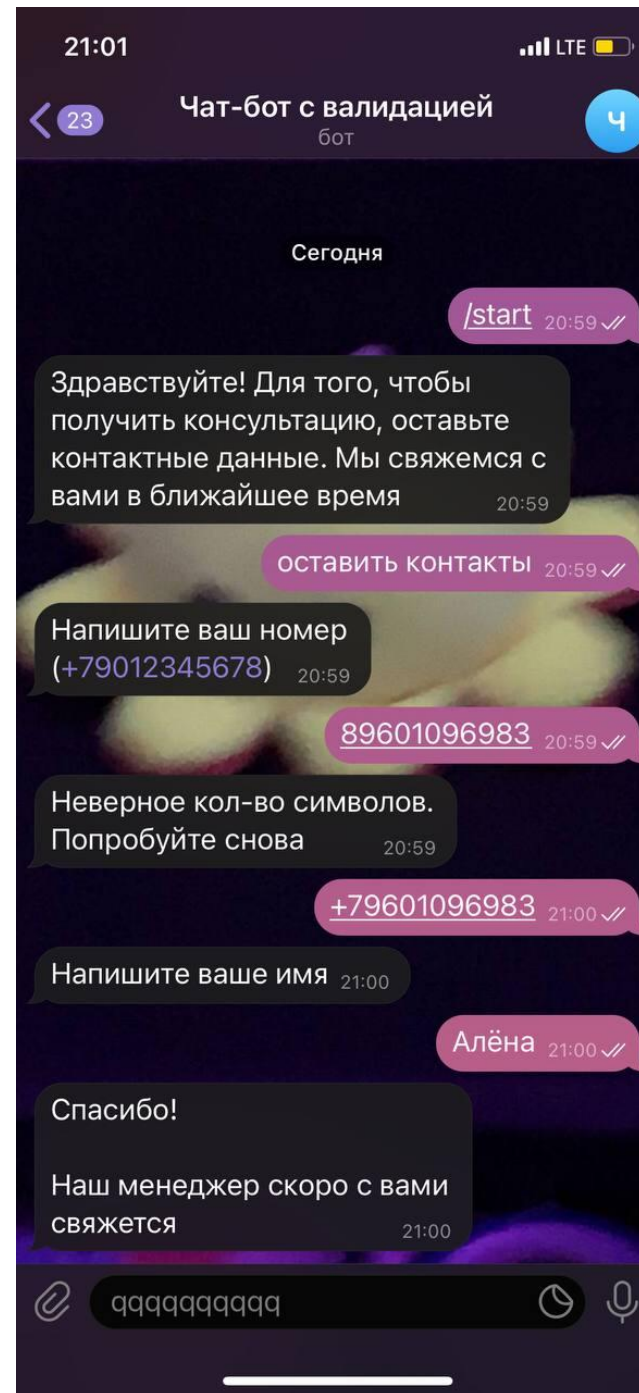 21:01
LTE
23
Чат-бот с валидацией
бот
Ч
Сегодня
/start 20:59
Здравствуйте! Для того, чтобы
получить консультацию, оставьте
контактные данные. Мы свяжемся с
вами в ближайшее время 20:59
оставить контакты 20:59
Напишите ваш номер
(+79012345678) 20:59
89601096983 20:59
Неверное кол-во символов.
Попробуйте снова 20:59
+79601096983 21:00
Напишите ваше имя 21:00
Алёна 21:00
Спасибо!
Наш менеджер скоро с вами
свяжется 21:00
qqqqqqqqqq